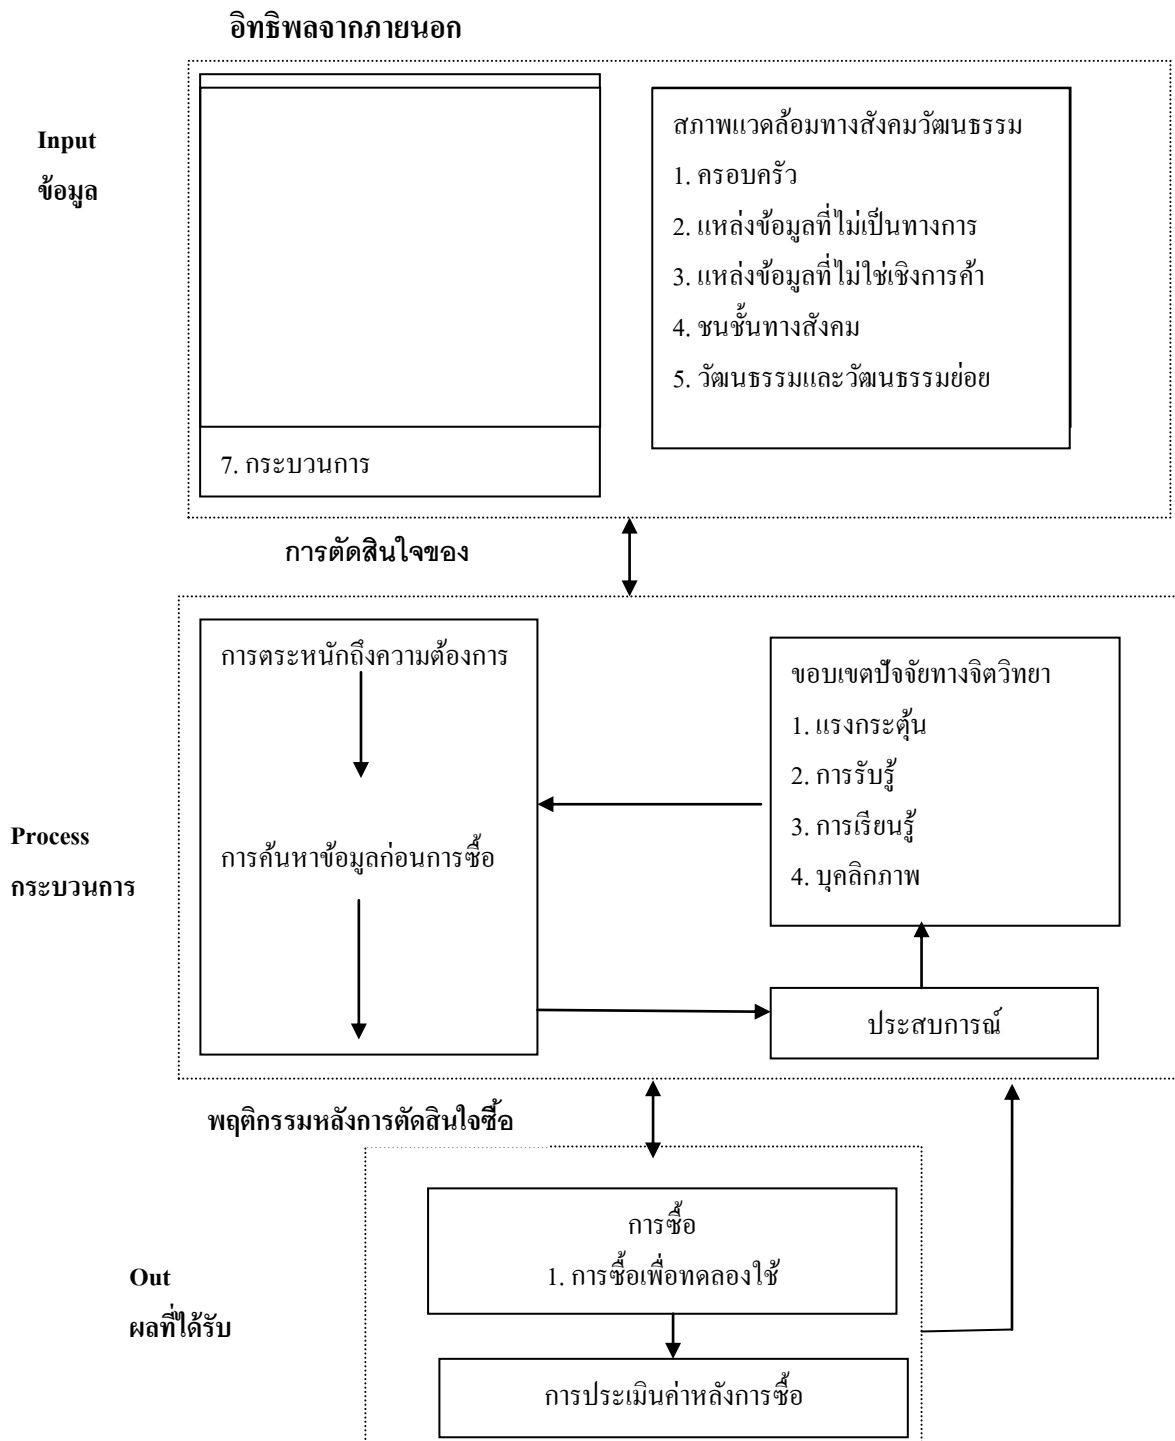 อิทธิพลจากภายนอก
Input
ข้อมูล
7. กระบวนการ
สภาพแวดล้อมทางสังคมวัฒนธรรม
1. ครอบครัว
2. แหล่งข้อมูลที่ไม่เป็นทางการ
3. แหล่งข้อมูลที่ไม่ใช่เชิงการค้า
4. ชนชั้นทางสังคม
5. วัฒนธรรมและวัฒนธรรมย่อย
การตัดสินใจของ
Process
กระบวนการ
การตระหนักถึงความต้องการ
การค้นหาข้อมูลก่อนการซื้อ
ขอบเขตปัจจัยทางจิตวิทยา
1. แรงกระตุ้น
2. การรับรู้
3. การเรียนรู้
4. บุคลิกภาพ
ประสบการณ์
พฤติกรรมหลังการตัดสินใจซื้อ
Out
ผลที่ได้รับ
การซื้อ
1. การซื้อเพื่อทดลองใช้
การประเมินค่าหลังการซื้อ